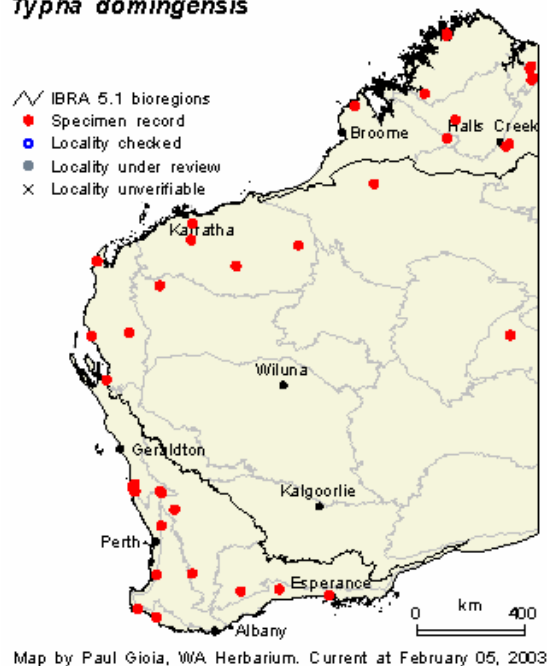 Typha domingensis
IBRA 5.1 bioregions
Specimen record
Locality checked
Locality under review
Locality unverifiable
Broome
Halls Creek
Karratha
Wiluna
Geraldton
Kalgoorlie
Perth
Esperance
Albany
0 km 400
Map by Paul Gioia, WA Herbarium. Current at February 05, 2003